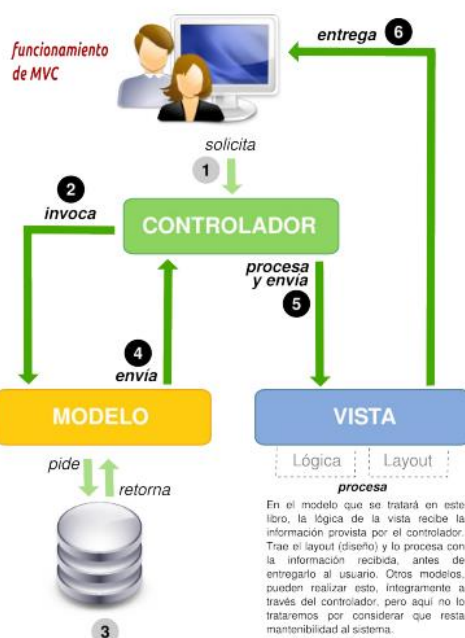 funcionamiento
de MVC
entrega 6
solicita
1
2
invoca
CONTROLADOR
procesa
y envía
5
4
envía
MODELO
VISTA
Lógica
Layout
pide
retorna
procesa
3
En el modelo que se tratará en este
libro, la lógica de la vista recibe la
información provista por el controlador.
Trae el layout (diseño) y lo procesa con
la información recibida, antes de
entregarlo al usuario. Otros modelos,
pueden realizar esto, íntegramente a
través del controlador, pero aquí no lo
trataremos por considerar que resta
mantenibilidad al sistema.